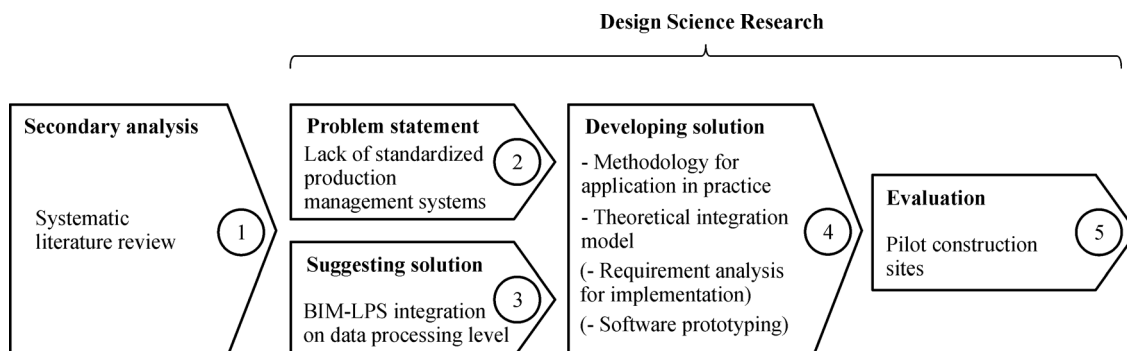 Design Science Research
Secondary analysis
Systematic
literature review
1
Problem statement
Lack of standardized
production
management systems
2
Suggesting solution
BIM-LPS integration
on data processing level
3
Developing solution
- Methodology for
application in practice
- Theoretical integration
model
(- Requirement analysis
for implementation)
(- Software prototyping)
4
Evaluation
Pilot construction
sites
5